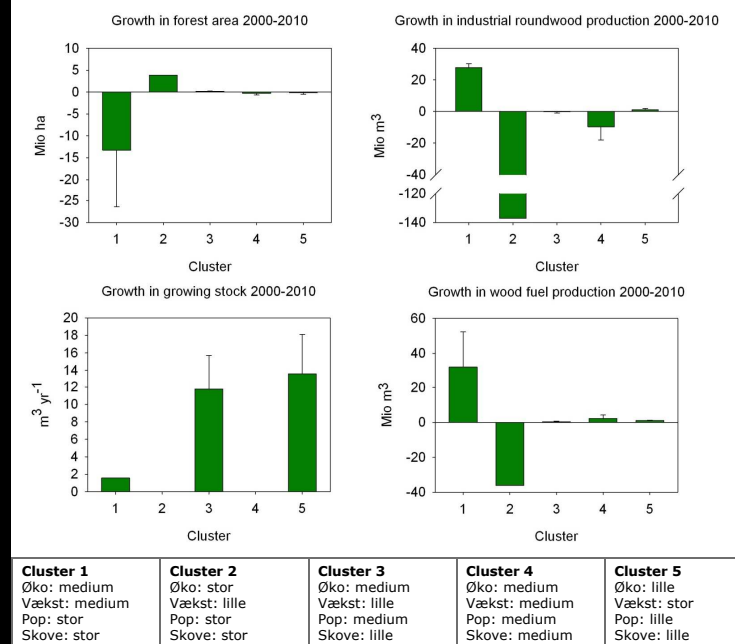 Growth in forest area 2000-2010
10
5
0
-5
-10
-15
-20
-25
-30
Mio ha
1 2 3 4 5
Cluster
Growth in industrial roundwood production 2000-2010
40
20
0
-20
-40
-120
-140
Mio m3
1 2 3 4 5
Cluster
Growth in growing stock 2000-2010
20
18
16
14
12
10
8
6
4
2
0
m3 yr-1
1 2 3 4 5
Cluster
Growth in wood fuel production 2000-2010
60
40
20
0
-20
-40
Mio m3
1 2 3 4 5
Cluster
Cluster 1
Øko: medium
Vækst: medium
Pop: stor
Skove: stor
Cluster 2
Øko: stor
Vækst: lille
Pop: stor
Skove: stor
Cluster 3
Øko: medium
Vækst: lille
Pop: medium
Skove: lille
Cluster 4
Øko: medium
Vækst: medium
Pop: medium
Skove: medium
Cluster 5
Øko: lille
Vækst: stor
Pop: lille
Skove: lille